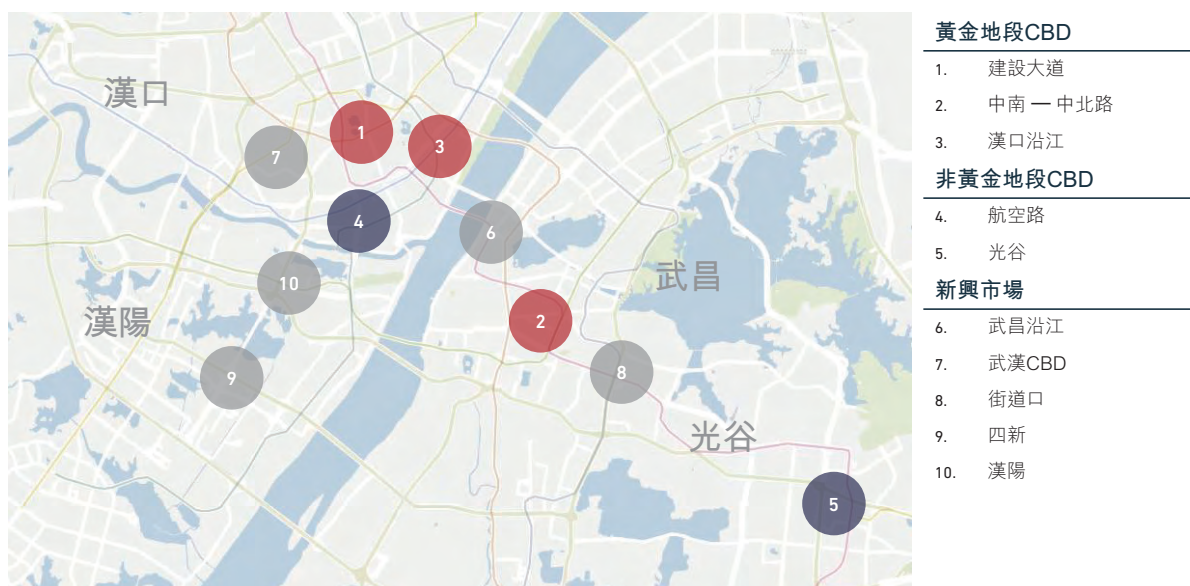 漢口
1
3
7
4
6
10
武昌
漢陽
2
8
9
光谷
5
黃金地段CBD
1. 建設大道
2. 中南 — 中北路
3. 漢口沿江
非黃金地段CBD
4. 航空路
5. 光谷
新興市場
6. 武昌沿江
7. 武漢CBD
8. 街道口
9. 四新
10. 漢陽